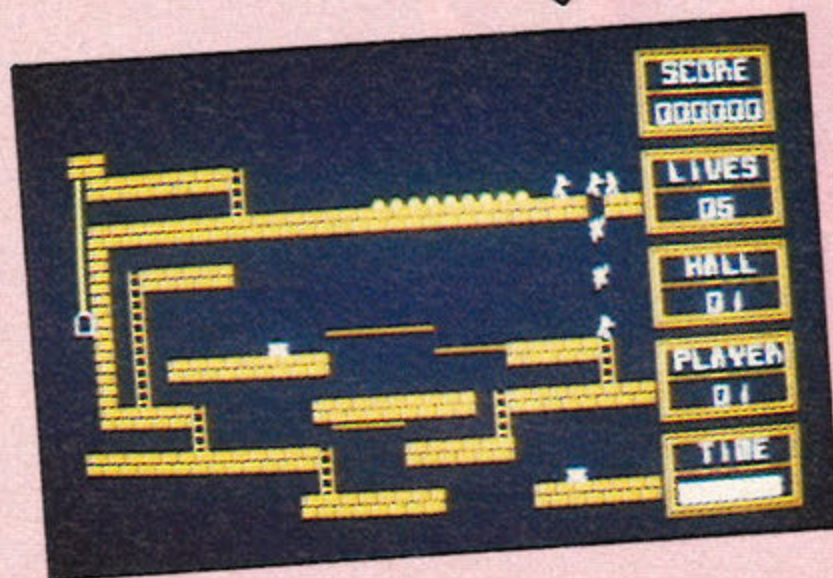 SCORE
000000
LIVES
05
HALL
01
PLAYER
01
TIME